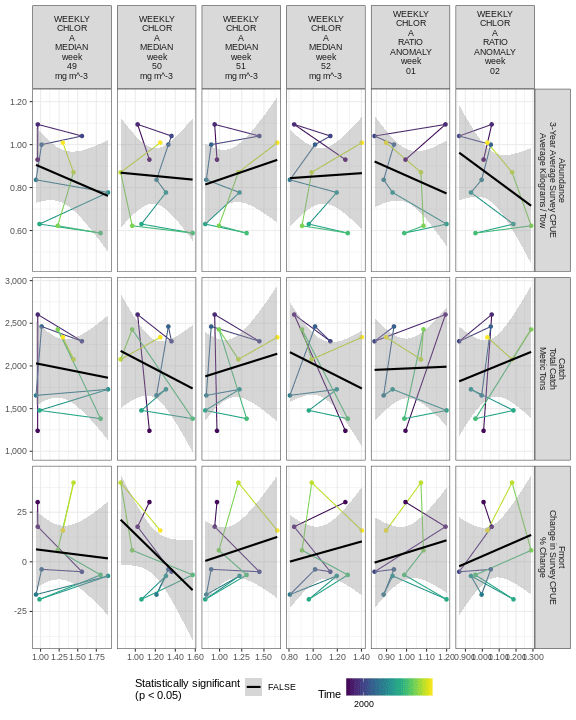 WEEKLY
CHLOR
A
MEDIAN
week
49
mg m^-3
WEEKLY
CHLOR
A
MEDIAN
week
50
mg m^-3
WEEKLY
CHLOR
A
MEDIAN
week
51
mg m^-3
WEEKLY
CHLOR
A
MEDIAN
week
52
mg m^-3
WEEKLY
CHLOR
A
RATIO
ANOMALY
week
01
WEEKLY
CHLOR
A
RATIO
ANOMALY
week
02
1.20
1.00
0.80
0.60
Abundance
3-Year Average Survey CPUE
Average Kilograms / Tow
3,000
2,500
2,000
1,500
1,000
Catch
Total Catch
Metric Tons
25
0
-25
Fmort
Change in Survey CPUE
% Change
1.00 1.25 1.50 1.75
1.00 1.20 1.40 1.60
1.00 1.25 1.50
0.80 1.00 1.20 1.40
0.90 1.00 1.10 1.20
0.900 1.000 1.100 1.200 1.300
Statistically significant
(p < 0.05)
FALSE
Time
2000